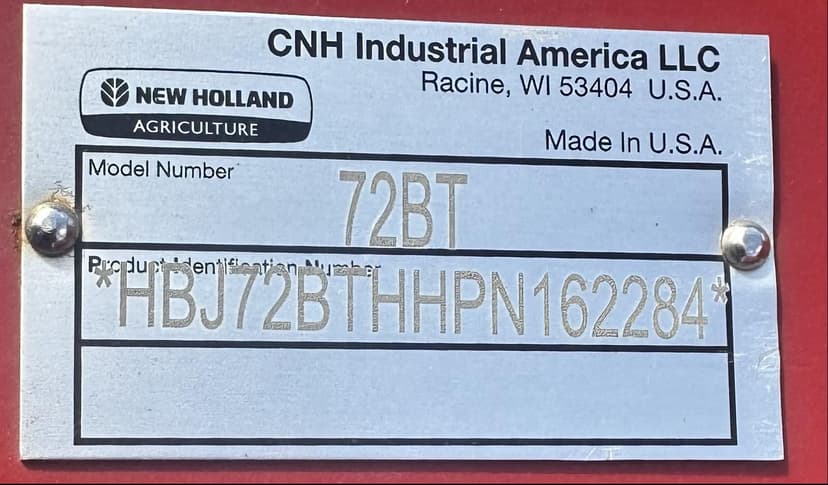 CNH Industrial America LLC
Racine, WI 53404 U.S.A.
NEW HOLLAND
AGRICULTURE
Made In U.S.A.
Model Number
72BT
Product Identification Number
*HBJ72BTHHPN162284*